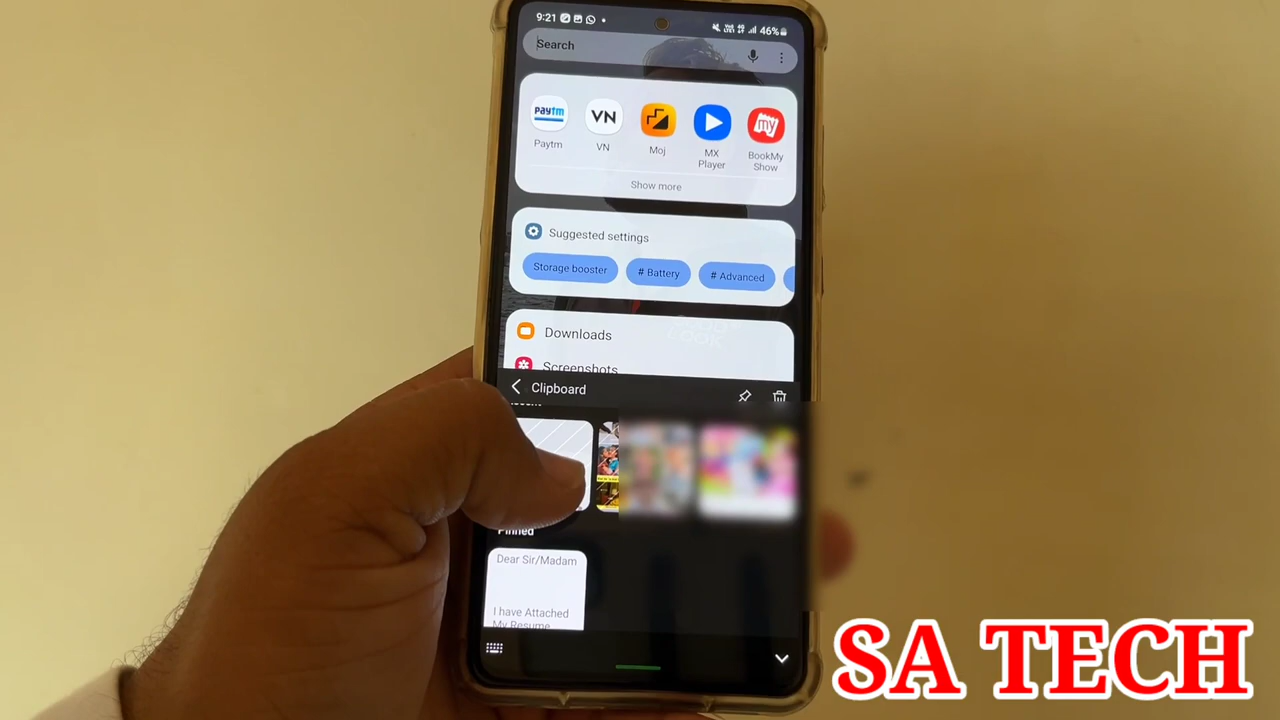 9:21
46%
Search
Paytm
VN
my
Paytm
VN
Moj
MX
Player
BookMy
Show
Show more
Suggested settings
Storage booster
# Battery
# Advanced
Downloads
Screenshots
Clipboard
Pinned
Dear Sir/Madam
I have Attached
My Resume
SA TECH